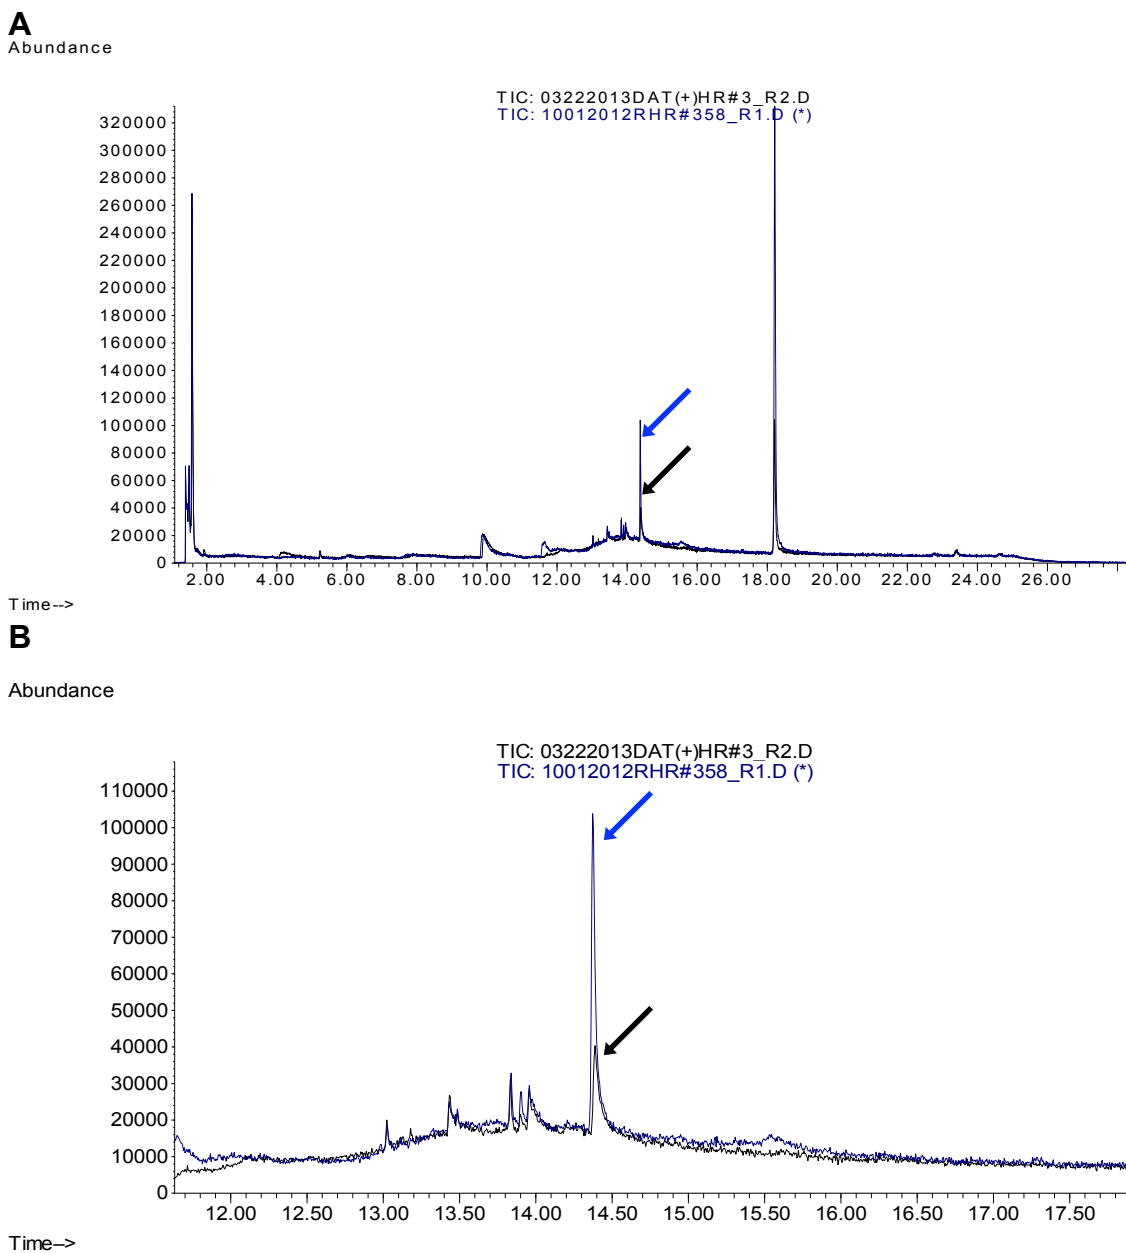 A
Abundance
TIC: 03222013DAT(+)HR#3_R2.D
TIC: 10012012RHR#358_R1.D (*)
320000
300000
280000
260000
240000
220000
200000
180000
160000
140000
120000
100000
80000
60000
40000
20000
0
2.00 4.00 6.00 8.00 10.00 12.00 14.00 16.00 18.00 20.00 22.00 24.00 26.00
Time-->
B
Abundance
TIC: 03222013DAT(+)HR#3_R2.D
TIC: 10012012RHR#358_R1.D (*)
110000
100000
90000
80000
70000
60000
50000
40000
30000
20000
10000
0
12.00 12.50 13.00 13.50 14.00 14.50 15.00 15.50 16.00 16.50 17.00 17.50
Time-->